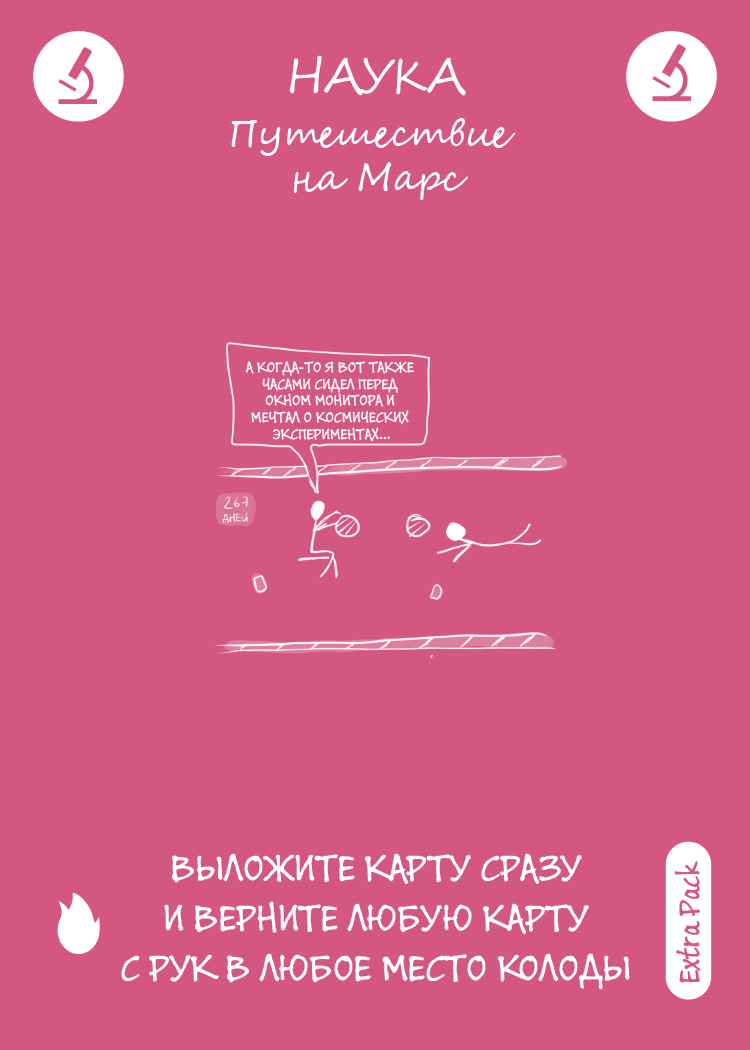 НАУКА
Путешествие
на Марс
А КОГДА-ТО Я ВОТ ТАКЖЕ
ЧАСАМИ СИДЕЛ ПЕРЕД
ОКНОМ МОНИТОРА И
МЕЧТАЛ О КОСМИЧЕСКИХ
ЭКСПЕРИМЕНТАХ...
267
ДНЕЙ
ВЫЛОЖИТЕ КАРТУ СРАЗУ
И ВЕРНИТЕ ЛЮБУЮ КАРТУ
С РУК В ЛЮБОЕ МЕСТО КОЛОДЫ
Extra Pack